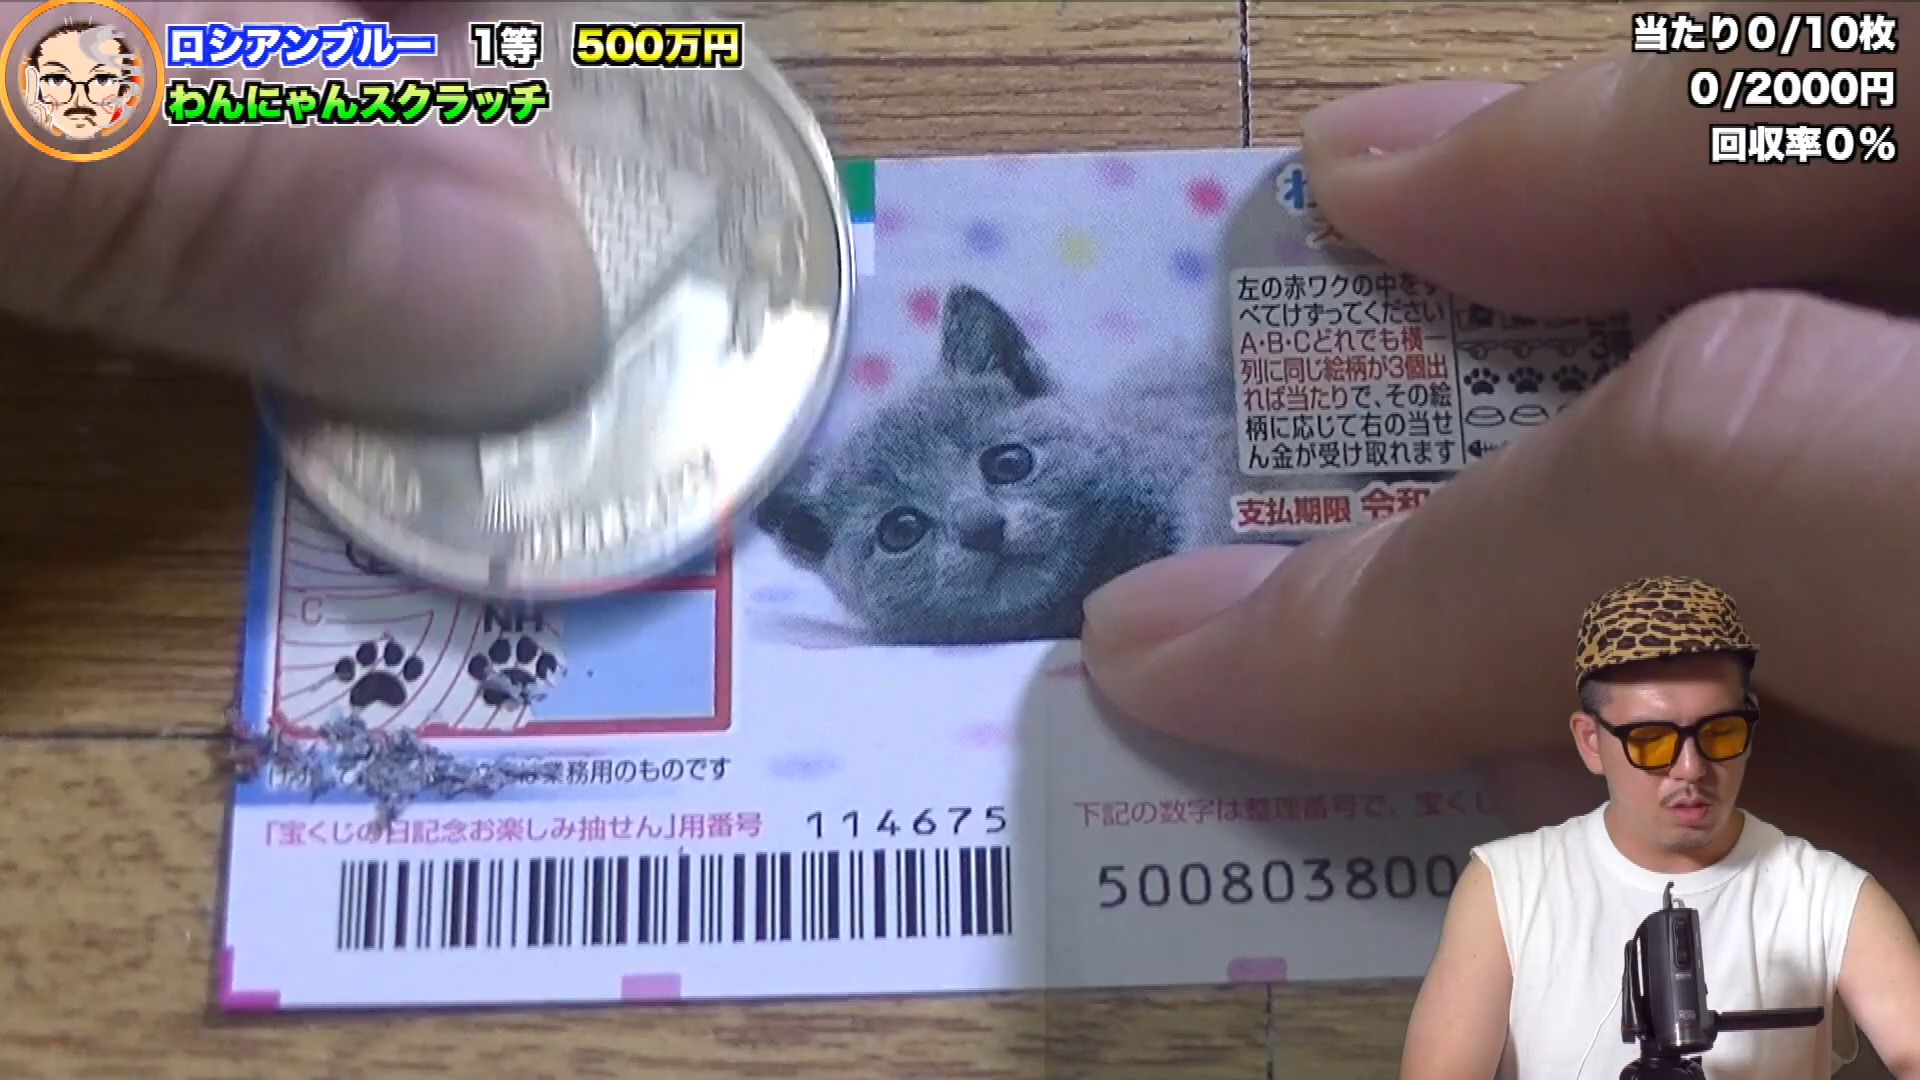 ロシアンブルー 1等 500万円
わんにゃんスクラッチ
当たり0/10枚
0/2000円
回収率0%
わ
ス
左の赤ワクの中をす
べてけずってください
A・B・Cどれでも横一
列に同じ絵柄が3個出
れば当たりで、その絵
柄に応じて右の当せ
ん金が受け取れます
支払期限 令和
C
NH
は業務用のものです
「宝くじの日記念お楽しみ抽せん」用番号 114675
下記の数字は整理番号で、宝くじ
500803800